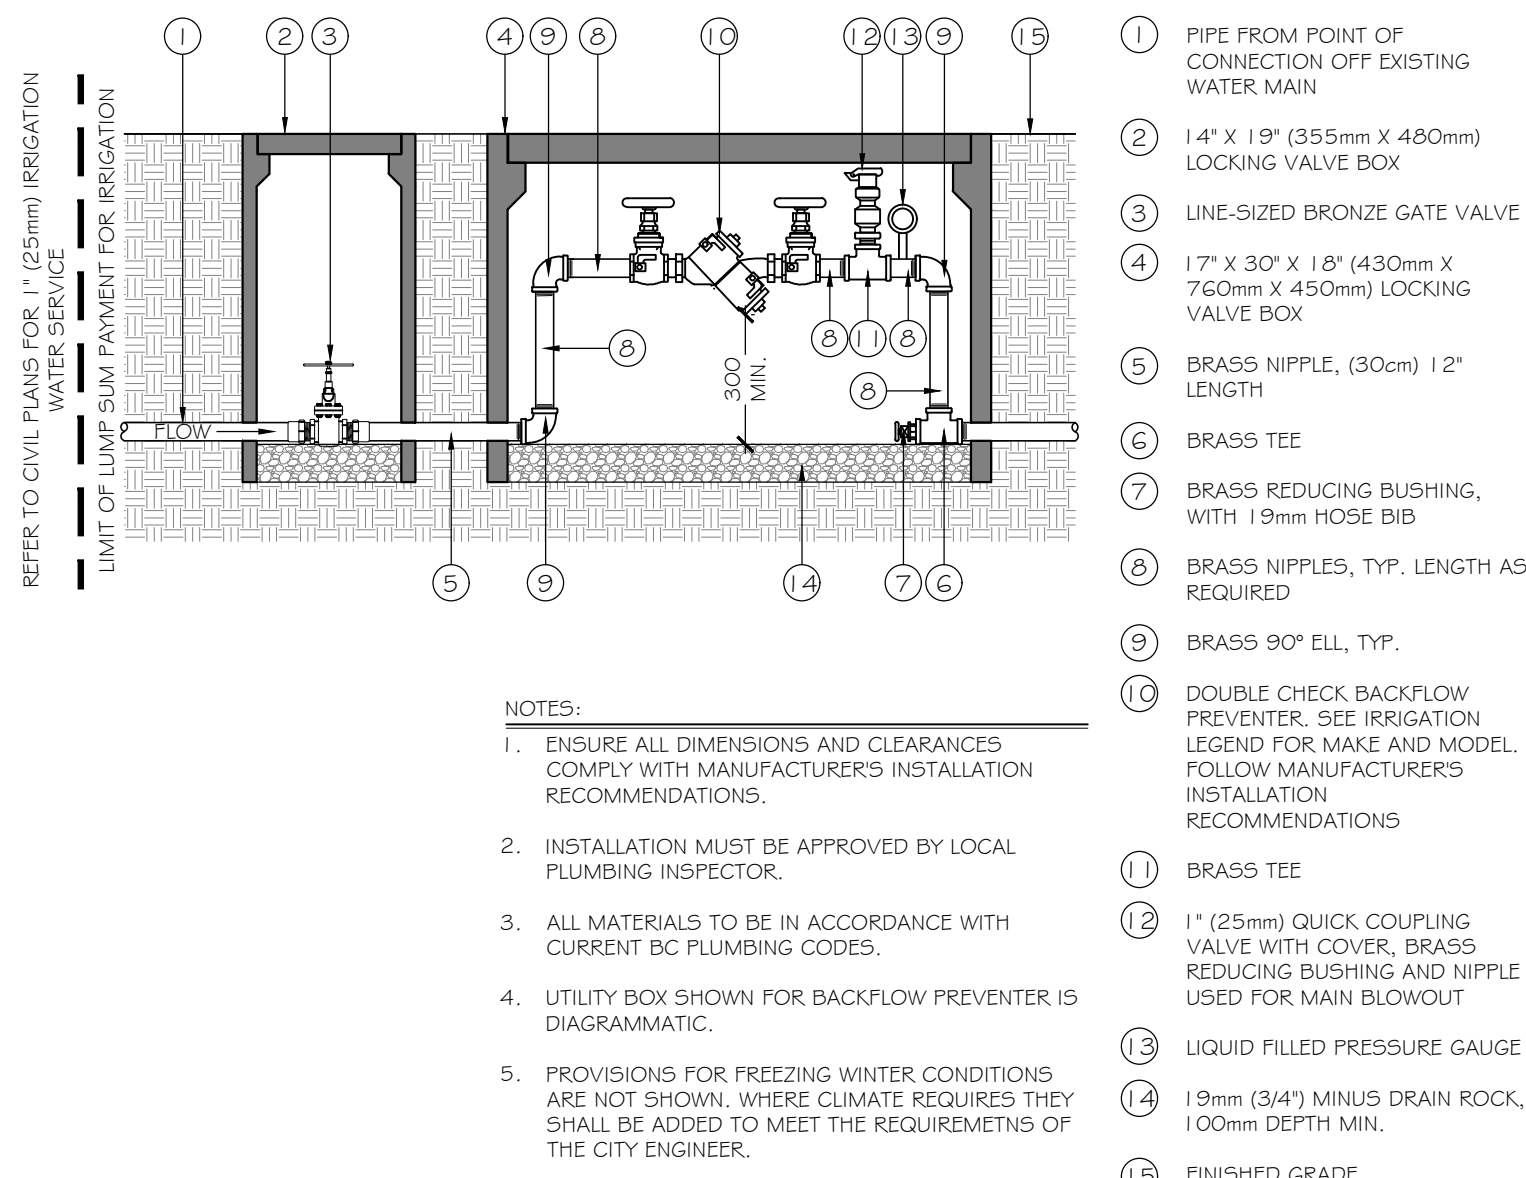 1 2 3 4 9 8 10 12 13 9 15
REFER TO CIVIL PLANS FOR 1" (25mm) IRRIGATION
WATER SERVICE
LIMIT OF LUMP SUM PAYMENT FOR IRRIGATION
8 8 11 8
300
MIN.
8
FLOW
5 9 14 7 6
NOTES:
1. ENSURE ALL DIMENSIONS AND CLEARANCES
COMPLY WITH MANUFACTURER'S INSTALLATION
RECOMMENDATIONS.
2. INSTALLATION MUST BE APPROVED BY LOCAL
PLUMBING INSPECTOR.
3. ALL MATERIALS TO BE IN ACCORDANCE WITH
CURRENT BC PLUMBING CODES.
4. UTILITY BOX SHOWN FOR BACKFLOW PREVENTER IS
DIAGRAMMATIC.
5. PROVISIONS FOR FREEZING WINTER CONDITIONS
ARE NOT SHOWN. WHERE CLIMATE REQUIRES THEY
SHALL BE ADDED TO MEET THE REQUIREMETNS OF
THE CITY ENGINEER.
1 PIPE FROM POINT OF
CONNECTION OFF EXISTING
WATER MAIN
2 14" X 19" (355mm X 480mm)
LOCKING VALVE BOX
3 LINE-SIZED BRONZE GATE VALVE
4 17" X 30" X 18" (430mm X
760mm X 450mm) LOCKING
VALVE BOX
5 BRASS NIPPLE, (30cm) 12"
LENGTH
6 BRASS TEE
7 BRASS REDUCING BUSHING,
WITH 19mm HOSE BIB
8 BRASS NIPPLES, TYP. LENGTH AS
REQUIRED
9 BRASS 90° ELL, TYP.
10 DOUBLE CHECK BACKFLOW
PREVENTER. SEE IRRIGATION
LEGEND FOR MAKE AND MODEL.
FOLLOW MANUFACTURER'S
INSTALLATION
RECOMMENDATIONS
11 BRASS TEE
12 1" (25mm) QUICK COUPLING
VALVE WITH COVER, BRASS
REDUCING BUSHING AND NIPPLE
USED FOR MAIN BLOWOUT
13 LIQUID FILLED PRESSURE GAUGE
14 19mm (3/4") MINUS DRAIN ROCK,
100mm DEPTH MIN.
15 FINISHED GRADE